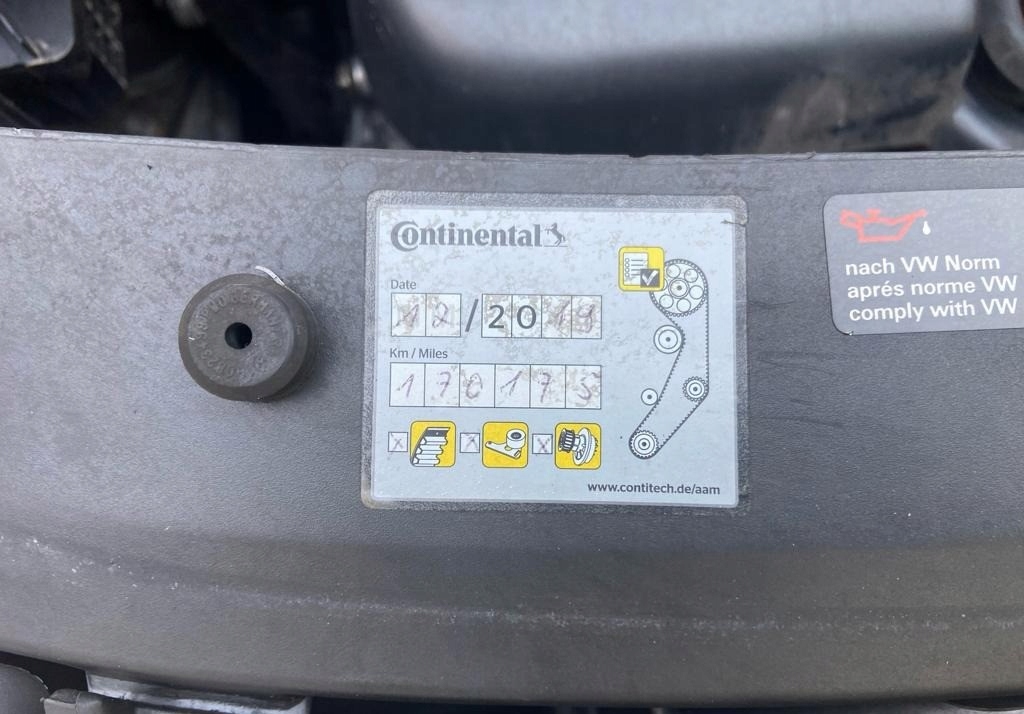 Continental
Date
12/2019
Km / Miles
170175
x x x
www.contitech.de/aam
nach VW Norm
aprés norme VW
comply with VW